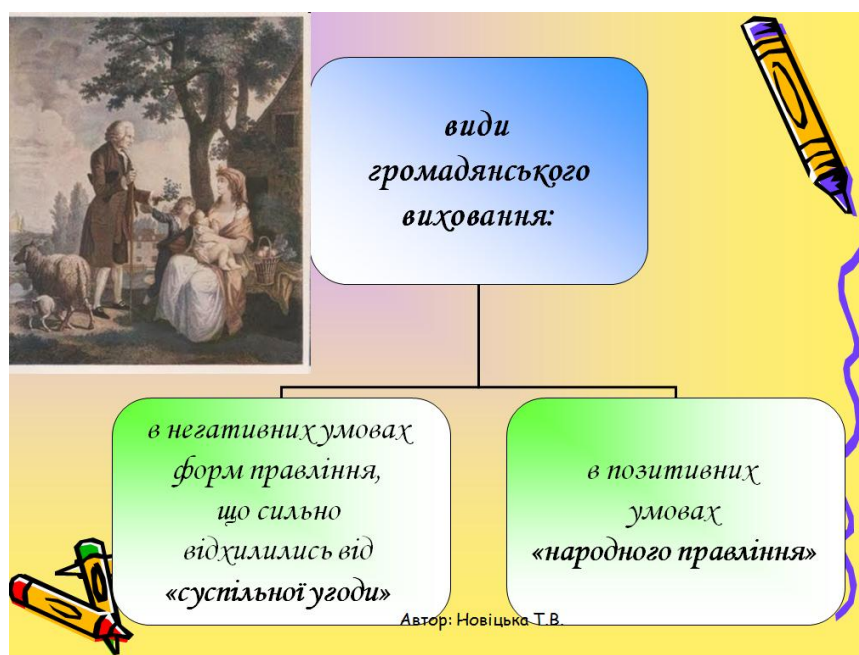 види
громадянського
виховання:
в негативних умовах
форм правління,
що сильно
відхилились від
«суспільної угоди»
в позитивних
умовах
«народного правління»
Автор: Новіцька Т.В.